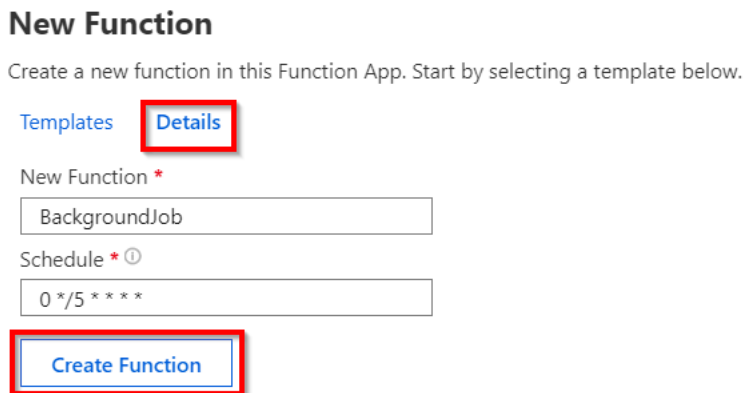 New Function
Create a new function in this Function App. Start by selecting a template below.
Templates Details
New Function *
BackgroundJob
Schedule *
0 */5 * * * *
Create Function